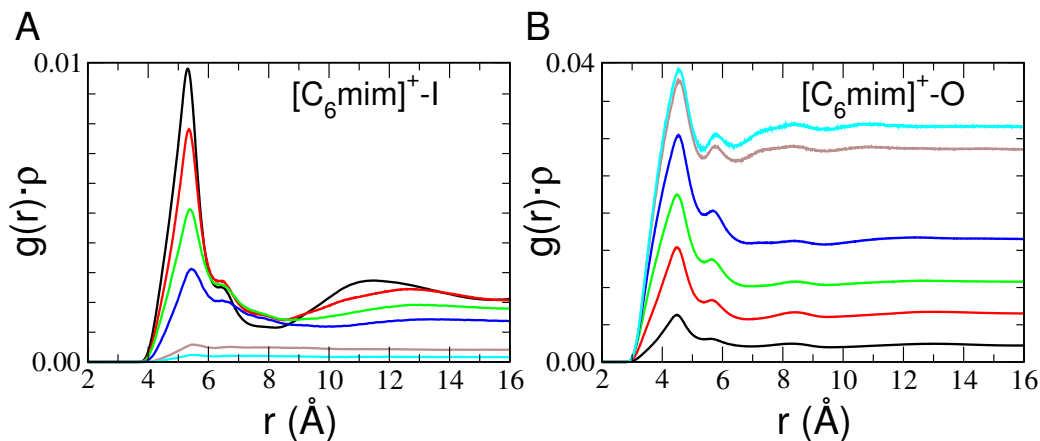 A
g(r)·ρ
0.01
0.00
[C₆mim]⁺-I
2 4 6 8 10 12 14 16
r (Å)
B
g(r)·ρ
0.04
0.00
[C₆mim]⁺-O
2 4 6 8 10 12 14 16
r (Å)